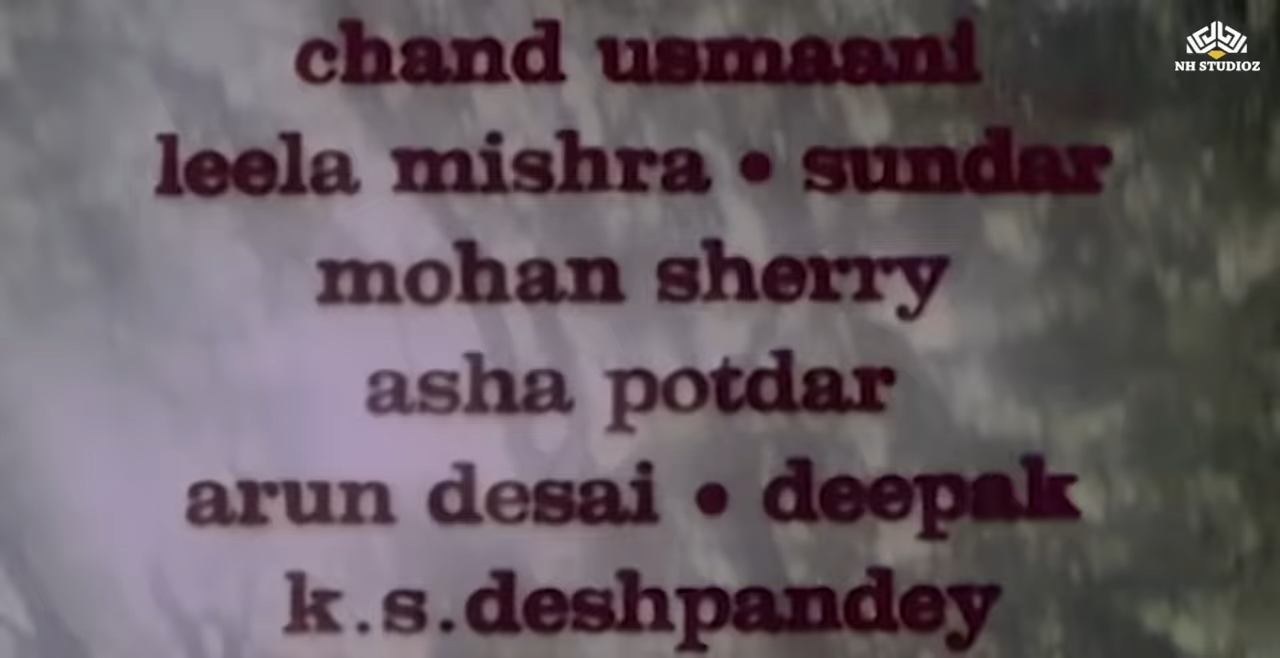 NH STUDIOZ
chand usmaani
leela mishra • sundar
mohan sherry
asha potdar
arun desai • deepak
k.s.deshpandey